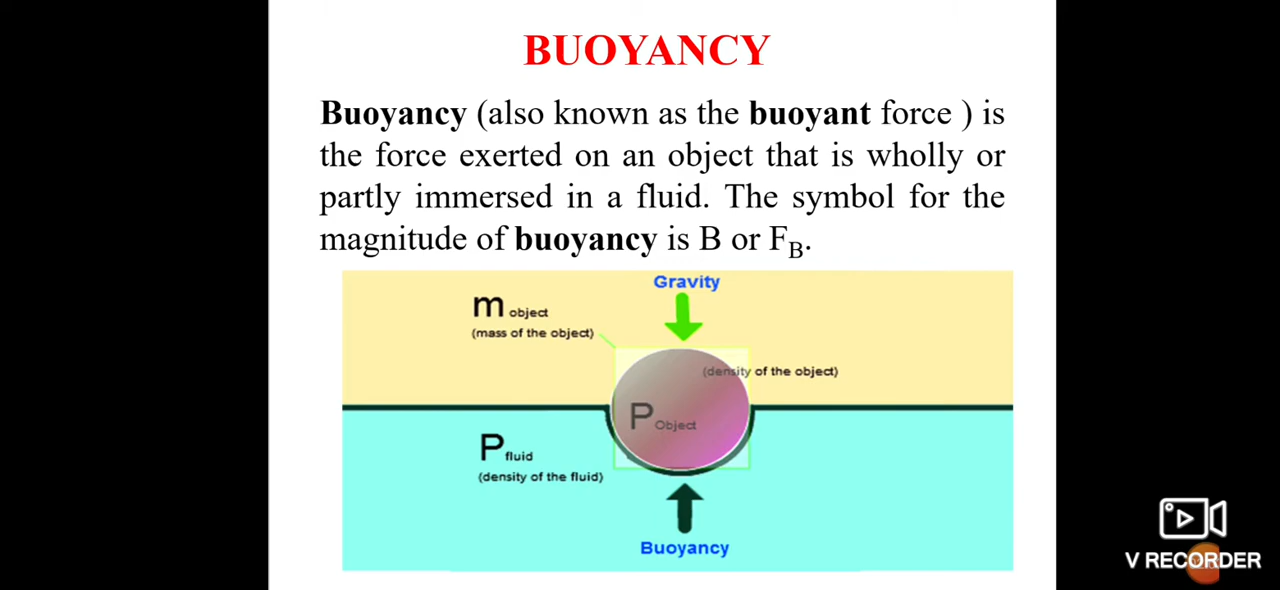 BUOYANCY
Buoyancy (also known as the buoyant force ) is
the force exerted on an object that is wholly or
partly immersed in a fluid. The symbol for the
magnitude of buoyancy is B or FB.
Gravity
m object
(mass of the object)
(density of the object)
P Object
P fluid
(density of the fluid)
Buoyancy
V RECORDER